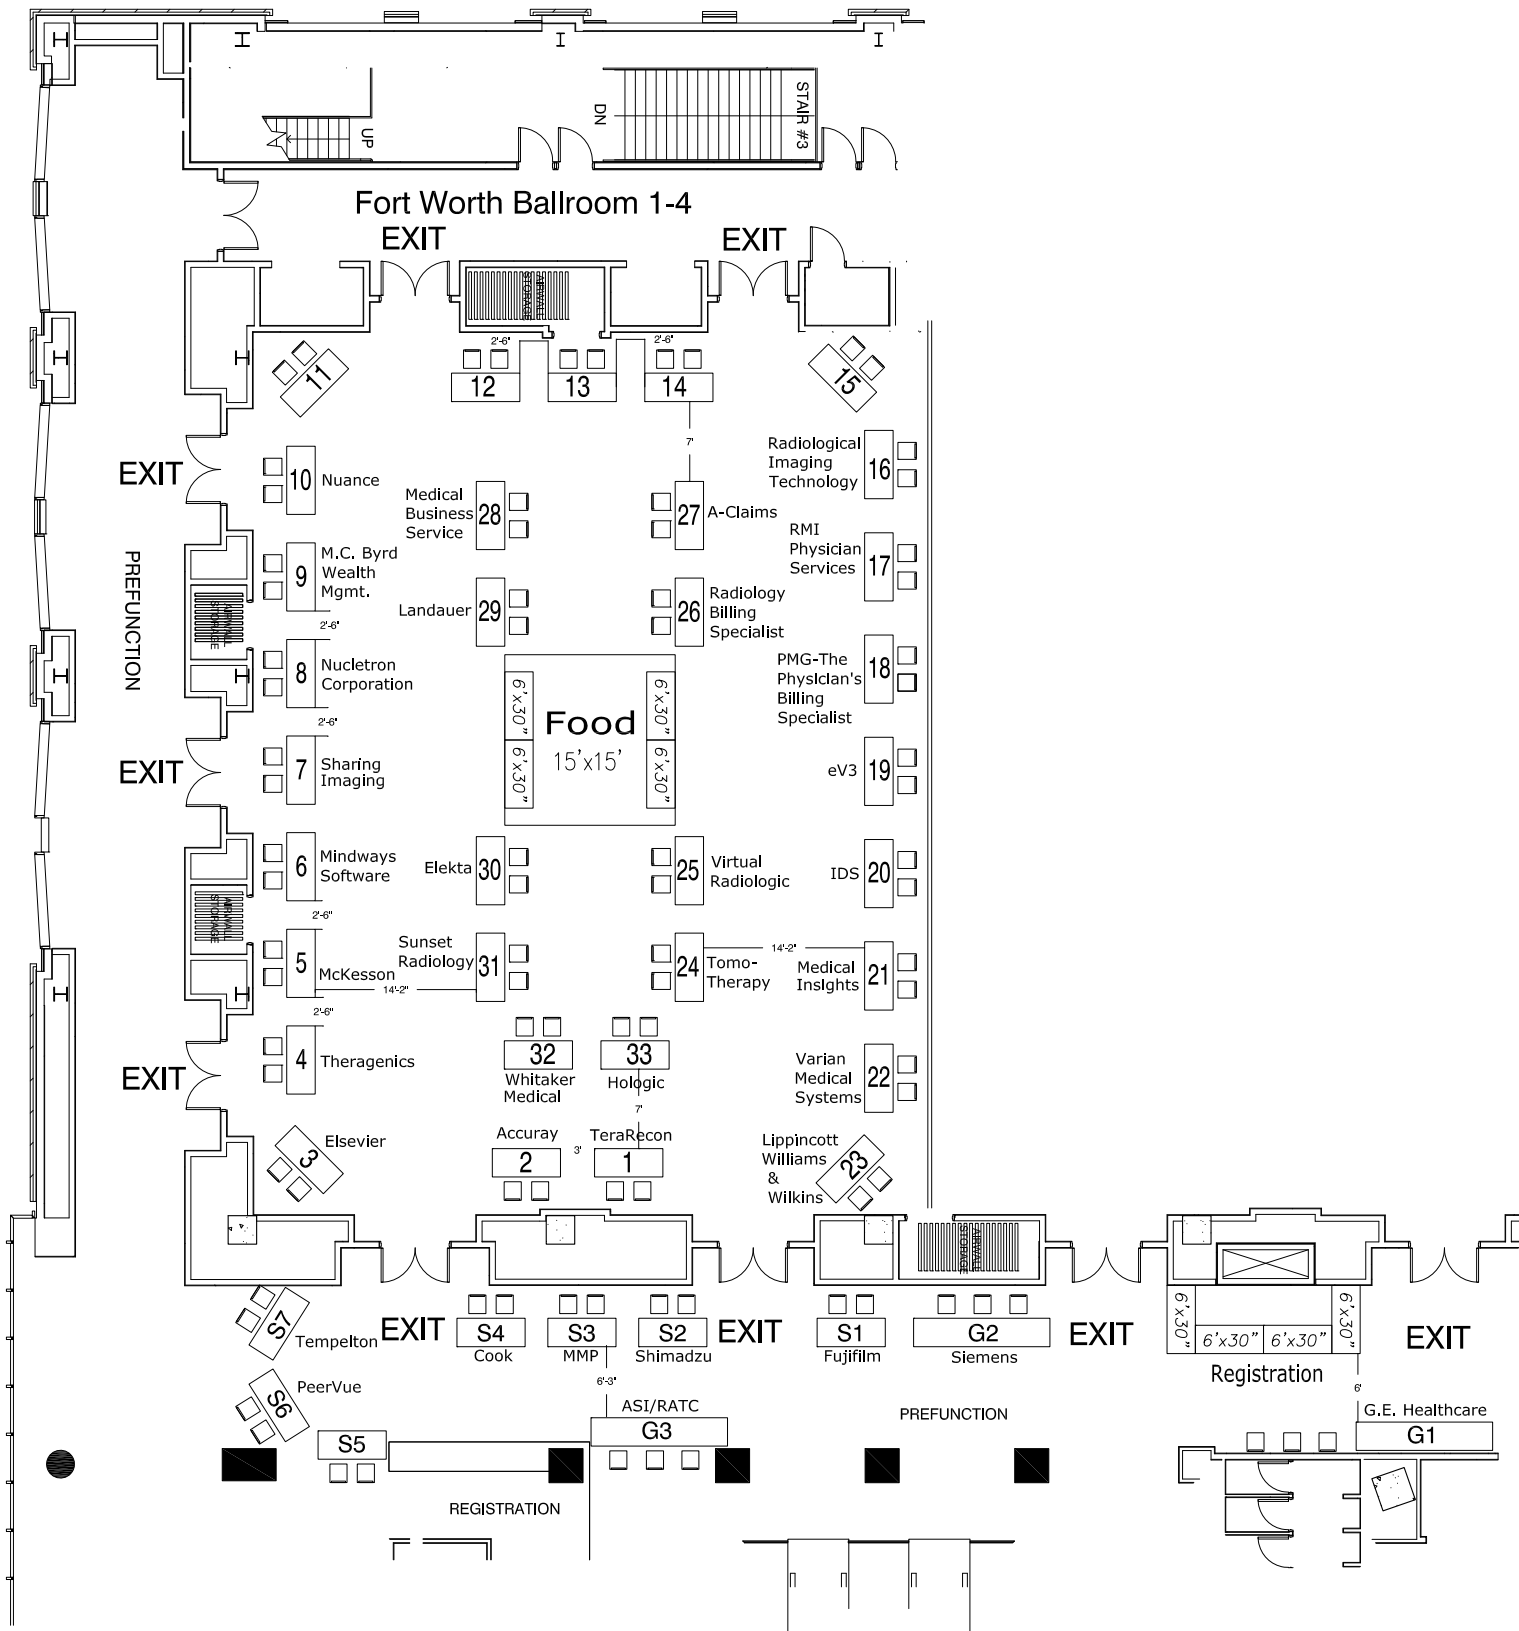 STAIR #3
DN
UP
Fort Worth Ballroom 1-4
EXIT
EXIT
AIRWALL
STORAGE
2'-6"
2'-6"
11
12
13
14
15
7'
EXIT
10
Nuance
Medical
Business
Service
28
27
A-Claims
Radiological
Imaging
Technology
16
PREFUNCTION
9
M.C. Byrd
Wealth
Mgmt.
RMI
Physician
Services
17
AIRWALL
STORAGE
2'-6"
Landauer
29
26
Radiology
Billing
Specialist
8
Nucletron
Corporation
2'-6"
PMG-The
Physician's
Billing
Specialist
18
6'x30"
6'x30"
Food
15'x15'
6'x30"
6'x30"
EXIT
7
Sharing
Imaging
eV3
19
6
Mindways
Software
2'-6"
Elekta
30
25
Virtual
Radiologic
IDS
20
AIRWALL
STORAGE
5
McKesson
14'-2"
2'-6"
Sunset
Radiology
31
24
Tomo-
Therapy
14'-2"
Medical
Insights
21
EXIT
4
Theragenics
32
Whitaker
Medical
33
Hologic
7'
Varian
Medical
Systems
22
3
Elsevier
Accuray
2
3'
TeraRecon
1
Lippincott
Williams
&
Wilkins
23
AIRWALL
STORAGE
S7
Tempelton
EXIT
S4
Cook
S3
MMP
S2
Shimadzu
EXIT
S1
Fujifilm
G2
Siemens
EXIT
6'x30"
6'x30"
6'x30"
6'x30"
Registration
EXIT
6'-3"
6'
PeerVue
S6
S5
ASI/RATC
G3
PREFUNCTION
G.E. Healthcare
G1
REGISTRATION